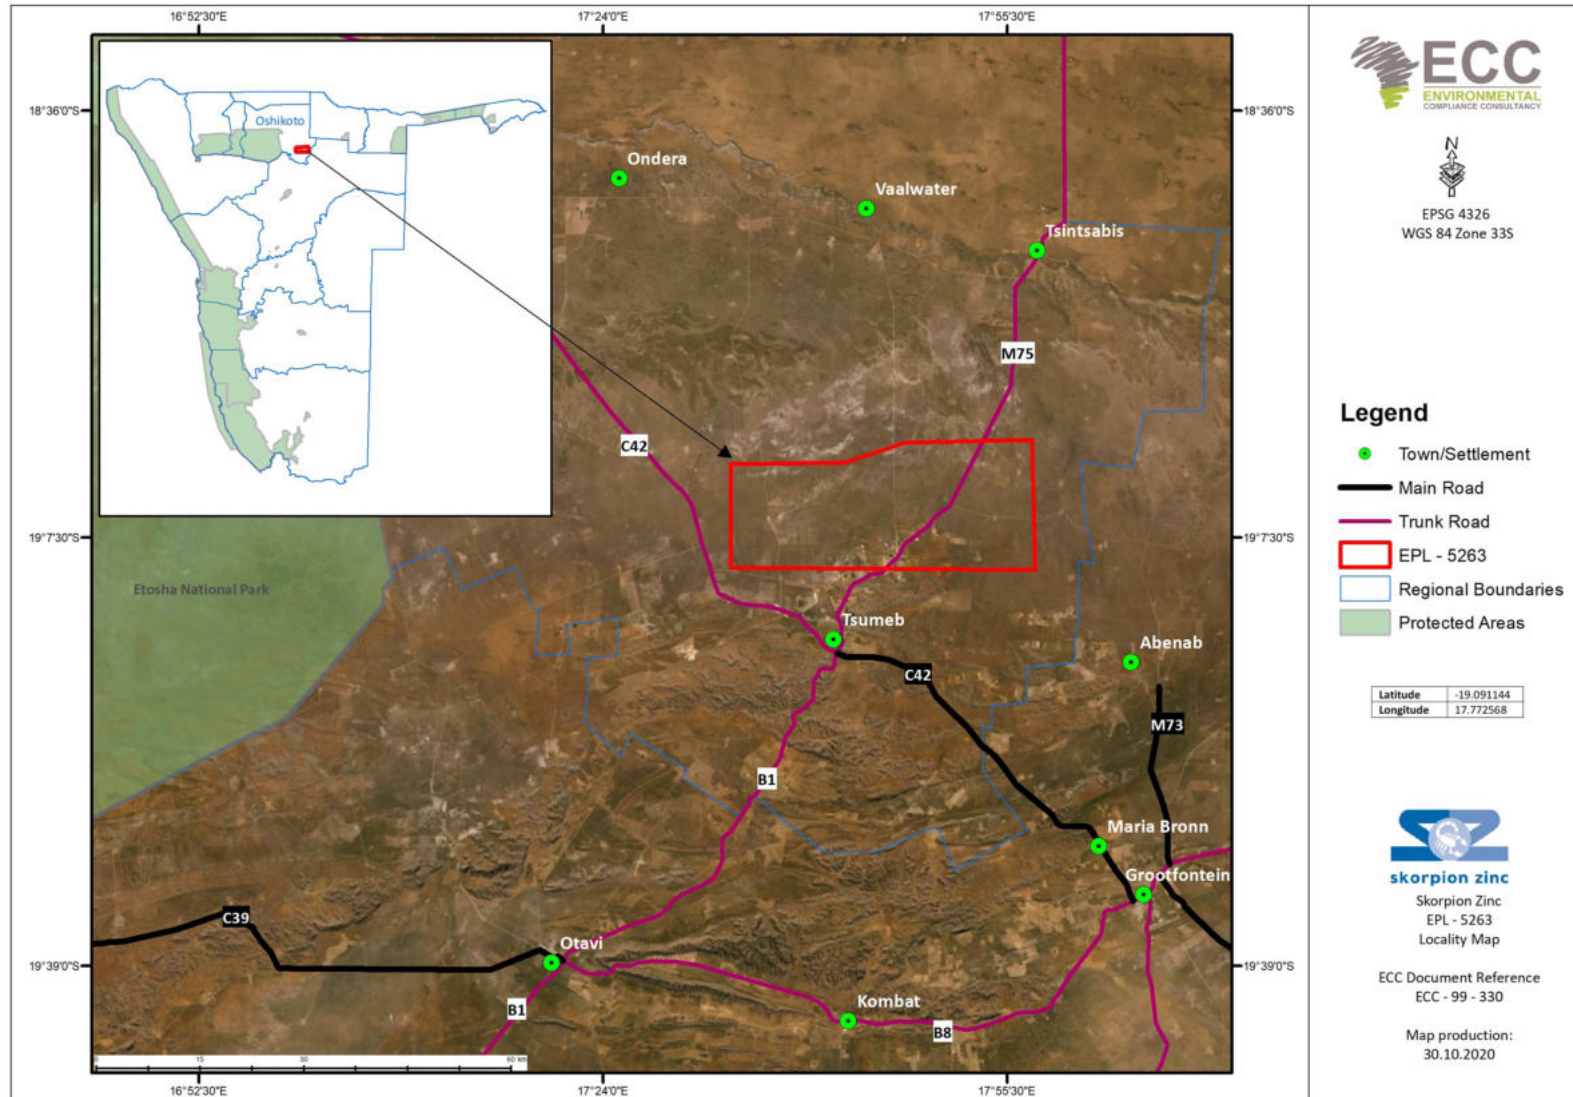 16°52'30"E
17°24'0"E
17°55'30"E
18°36'0"S
18°36'0"S
Oshikoto
Ondera
Vaalwater
Tsintsabis
M75
C42
19°7'30"S
19°7'30"S
Etosha National Park
Tsumeb
Abenab
C42
M73
B1
Maria Bronn
Grootfontein
C39
Otavi
19°39'0"S
19°39'0"S
Kombat
B1
B8
0 15 30 60 km
16°52'30"E
17°24'0"E
17°55'30"E
ECC
ENVIRONMENTAL
COMPLIANCE CONSULTANCY
N
EPSG 4326
WGS 84 Zone 33S
Legend
Town/Settlement
Main Road
Trunk Road
EPL - 5263
Regional Boundaries
Protected Areas
Latitude -19.091144
Longitude 17.772568
skorpion zinc
Skorpion Zinc
EPL - 5263
Locality Map
ECC Document Reference
ECC - 99 - 330
Map production:
30.10.2020